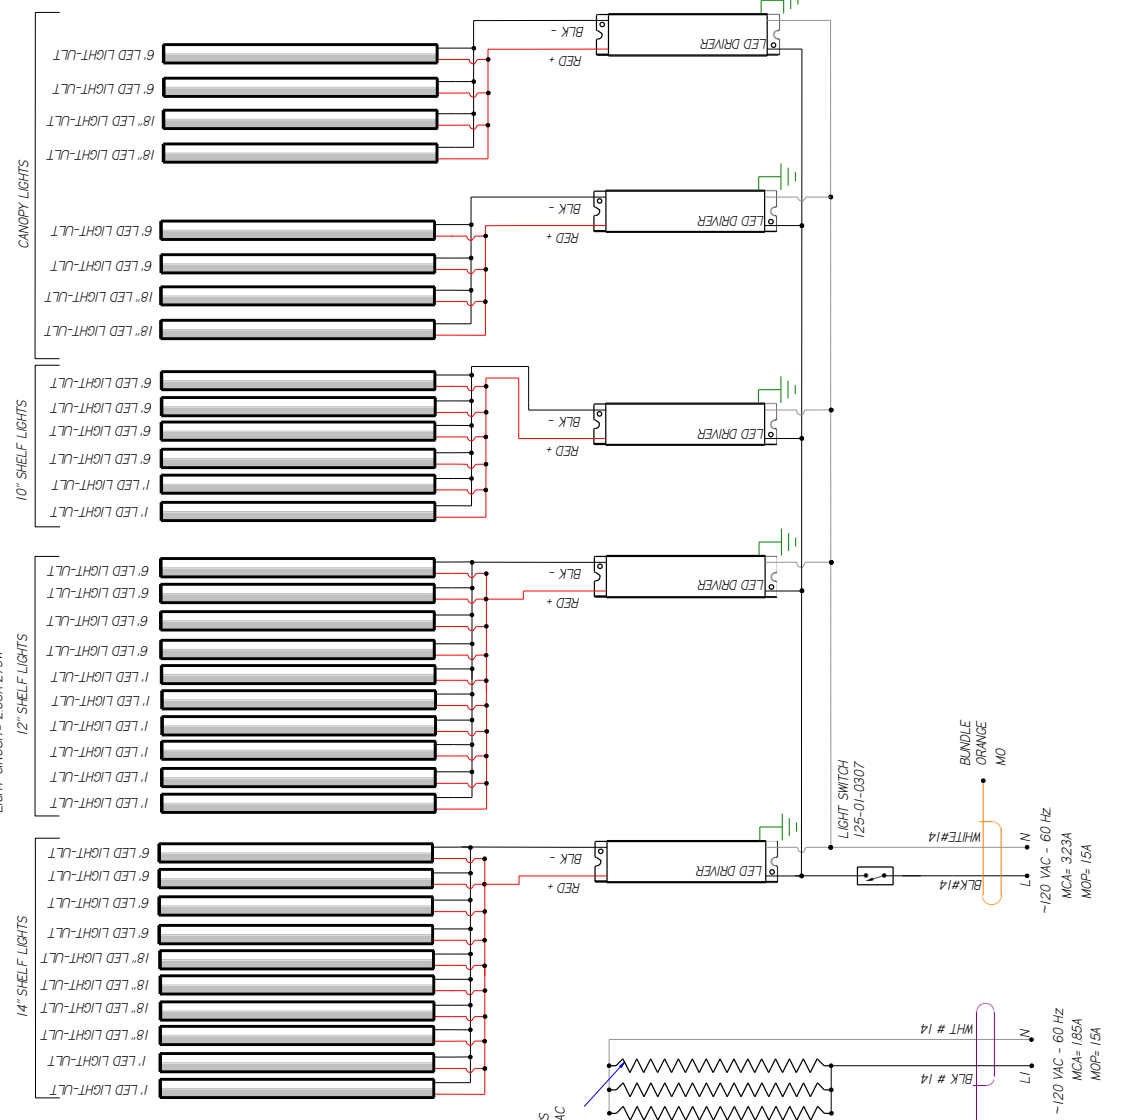 CANOPY LIGHTS
6' LED LIGHT-ULT
6' LED LIGHT-ULT
18" LED LIGHT-ULT
18" LED LIGHT-ULT
BLK -
RED +
LED DRIVER
6' LED LIGHT-ULT
6' LED LIGHT-ULT
18" LED LIGHT-ULT
18" LED LIGHT-ULT
BLK -
RED +
LED DRIVER
10" SHELF LIGHTS
6' LED LIGHT-ULT
6' LED LIGHT-ULT
6' LED LIGHT-ULT
6' LED LIGHT-ULT
1' LED LIGHT-ULT
1' LED LIGHT-ULT
BLK -
RED +
LED DRIVER
12" SHELF LIGHTS
6' LED LIGHT-ULT
6' LED LIGHT-ULT
6' LED LIGHT-ULT
6' LED LIGHT-ULT
1' LED LIGHT-ULT
1' LED LIGHT-ULT
1' LED LIGHT-ULT
1' LED LIGHT-ULT
1' LED LIGHT-ULT
1' LED LIGHT-ULT
BLK -
RED +
LED DRIVER
14" SHELF LIGHTS
6' LED LIGHT-ULT
6' LED LIGHT-ULT
6' LED LIGHT-ULT
6' LED LIGHT-ULT
18" LED LIGHT-ULT
18" LED LIGHT-ULT
18" LED LIGHT-ULT
18" LED LIGHT-ULT
1' LED LIGHT-ULT
1' LED LIGHT-ULT
BLK -
RED +
LED DRIVER
LIGHT SWITCH
125-01-0307
BUNDLE
ORANGE
MO
WHITE#14
BLK#14
N
L
~120 VAC - 60 Hz
MCA= 3.23A
MOP= 15A
WHT # 14
BLK # 14
N
L1
~120 VAC - 60 Hz
MCA= 1.85A
MOP= 15A